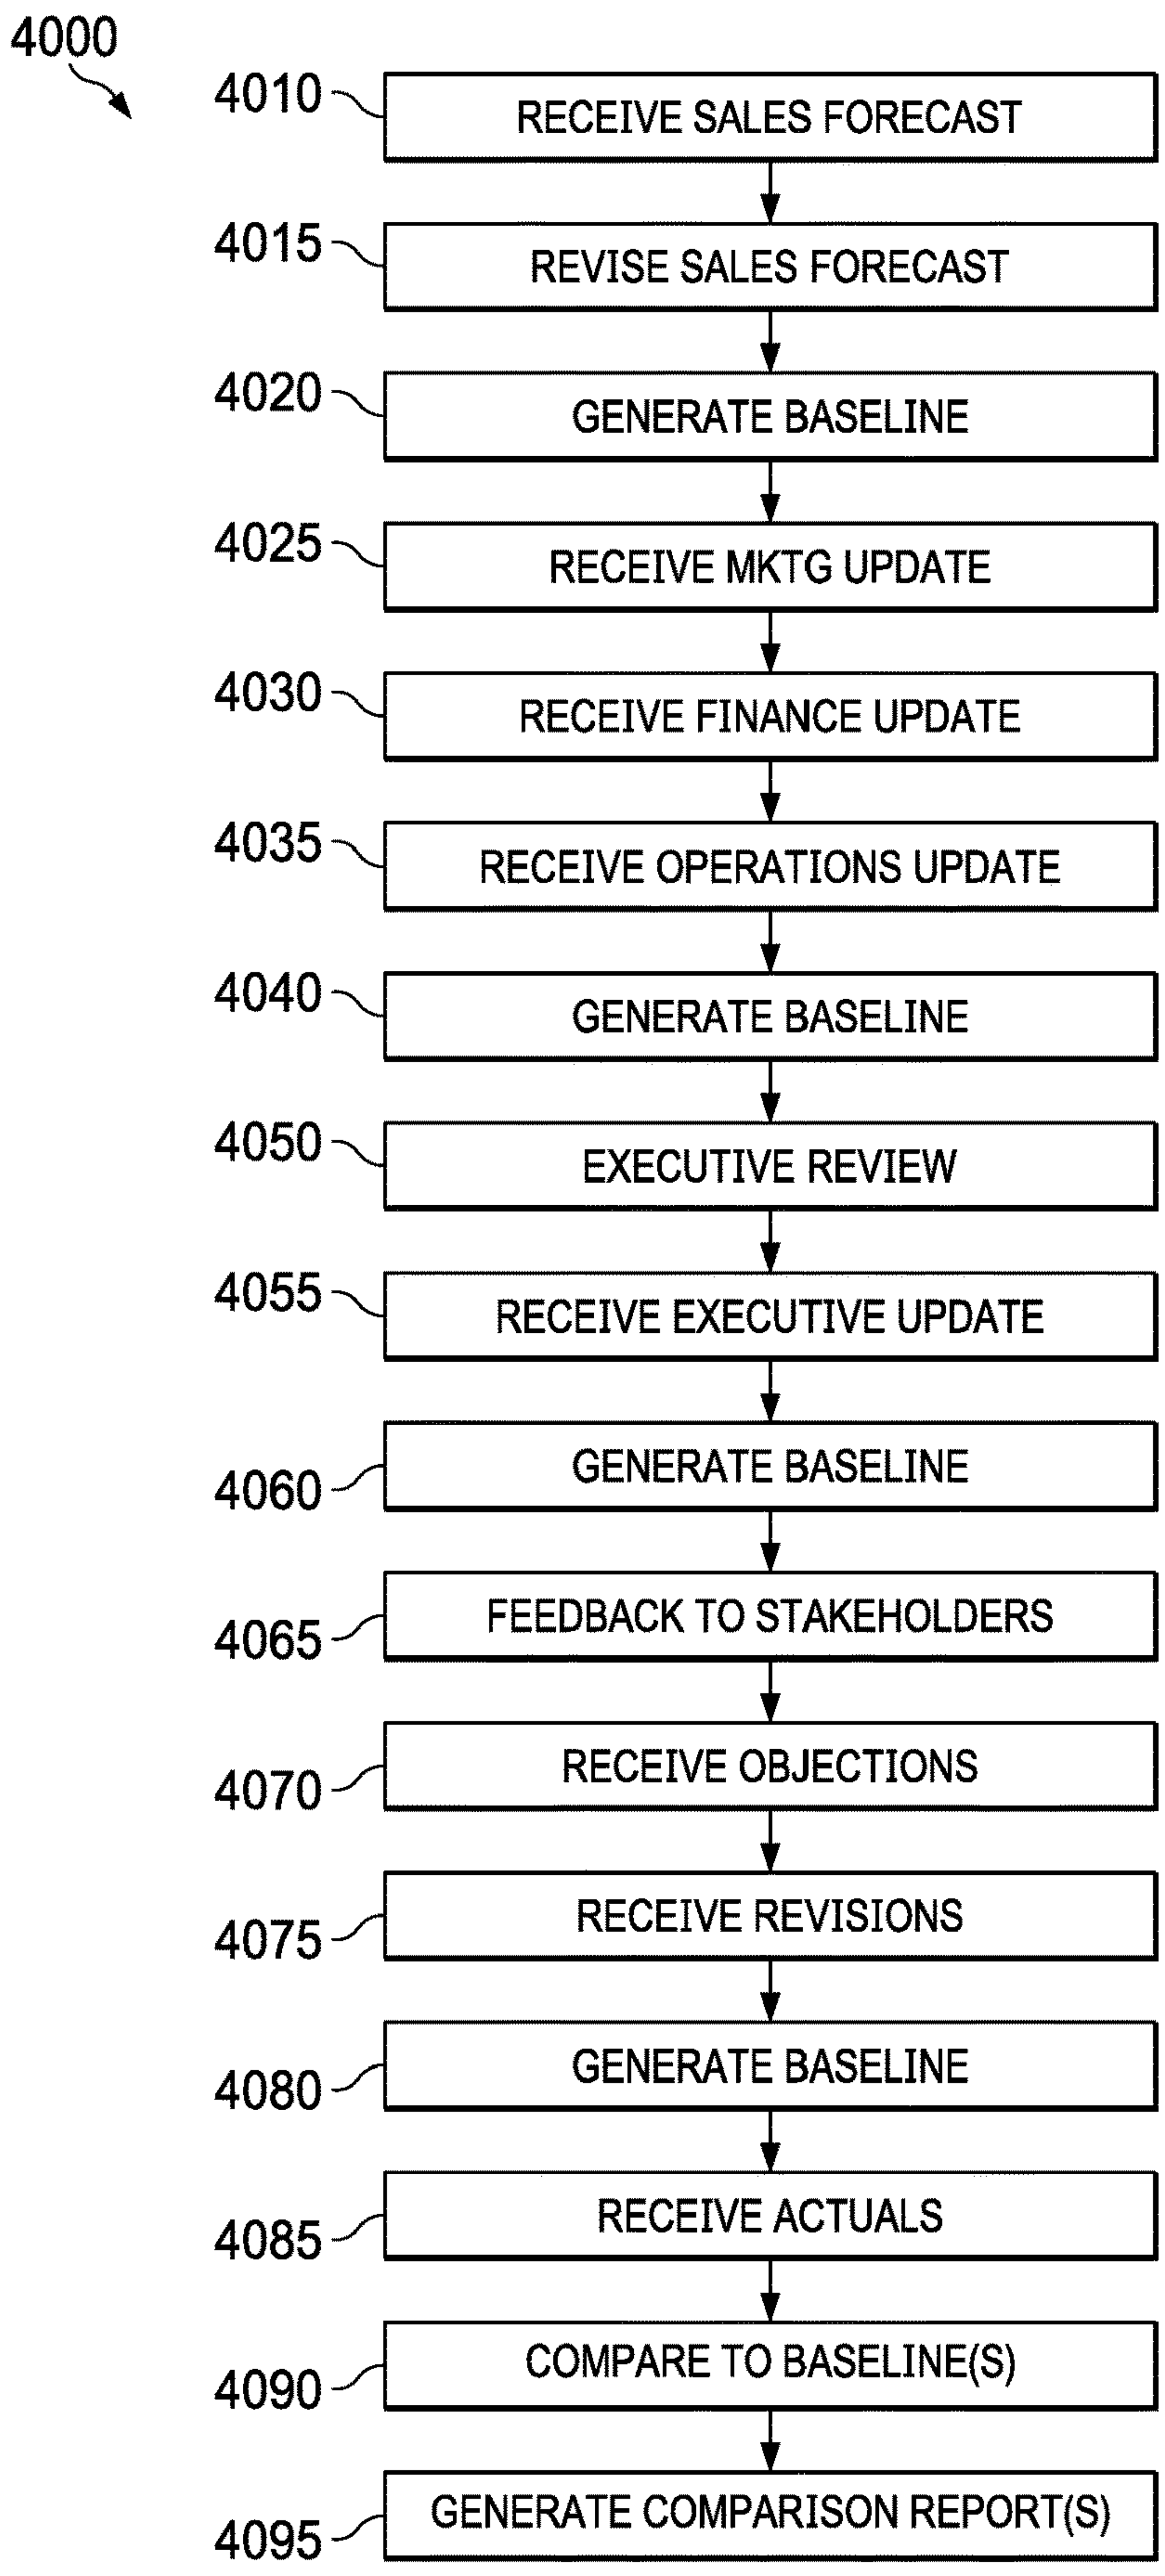 4000
4010 RECEIVE SALES FORECAST
4015 REVISE SALES FORECAST
4020 GENERATE BASELINE
4025 RECEIVE MKTG UPDATE
4030 RECEIVE FINANCE UPDATE
4035 RECEIVE OPERATIONS UPDATE
4040 GENERATE BASELINE
4050 EXECUTIVE REVIEW
4055 RECEIVE EXECUTIVE UPDATE
4060 GENERATE BASELINE
4065 FEEDBACK TO STAKEHOLDERS
4070 RECEIVE OBJECTIONS
4075 RECEIVE REVISIONS
4080 GENERATE BASELINE
4085 RECEIVE ACTUALS
4090 COMPARE TO BASELINE(S)
4095 GENERATE COMPARISON REPORT(S)